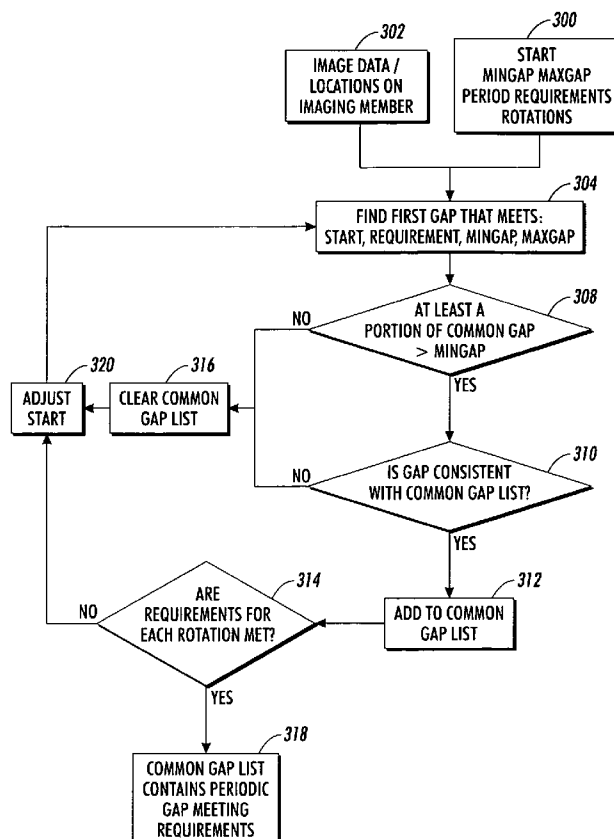 302
IMAGE DATA /
LOCATIONS ON
IMAGING MEMBER
300
START
MINGAP MAXGAP
PERIOD REQUIREMENTS
ROTATIONS
304
FIND FIRST GAP THAT MEETS:
START, REQUIREMENT, MINGAP, MAXGAP
308
NO
AT LEAST A
PORTION OF COMMON GAP
> MINGAP
YES
320
ADJUST
START
316
CLEAR COMMON
GAP LIST
310
NO
IS GAP CONSISTENT
WITH COMMON GAP LIST?
YES
314
NO
ARE
REQUIREMENTS FOR
EACH ROTATION MET?
YES
312
ADD TO COMMON
GAP LIST
318
COMMON GAP LIST
CONTAINS PERIODIC
GAP MEETING
REQUIREMENTS